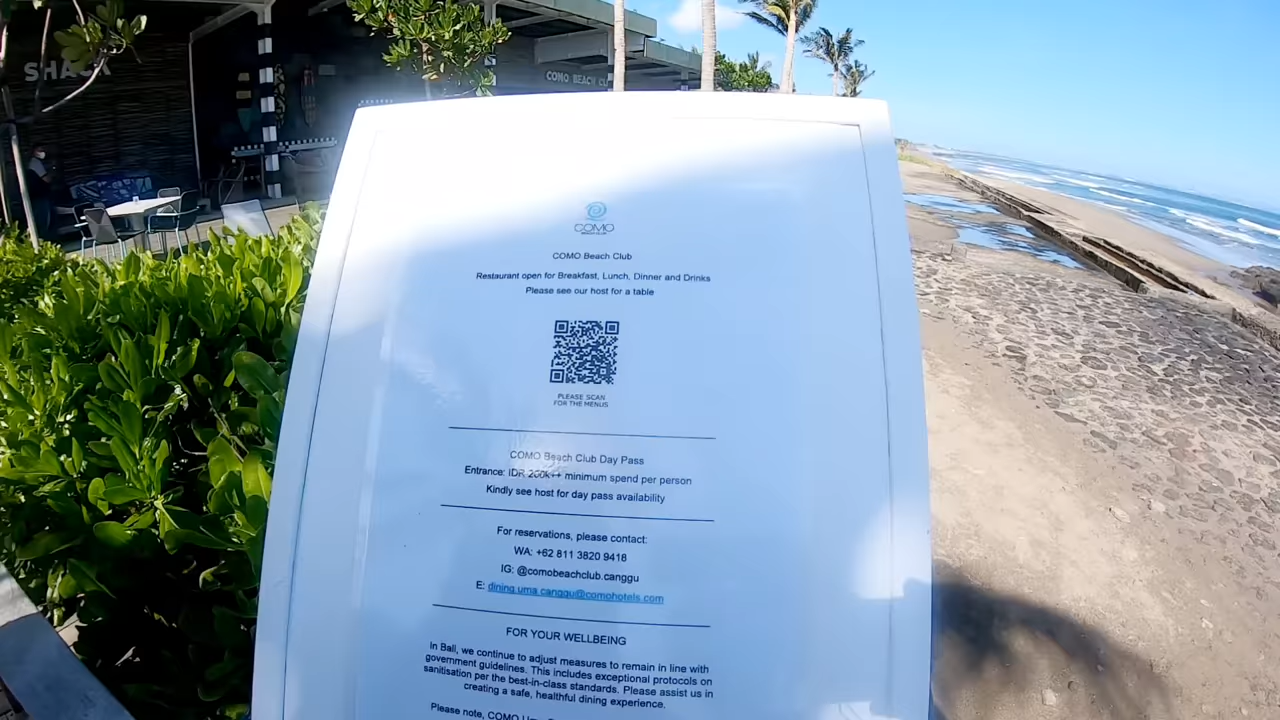 SHACK
COMO BEACH CL
COMO
BEACH CLUB
COMO Beach Club
Restaurant open for Breakfast, Lunch, Dinner and Drinks
Please see our host for a table
PLEASE SCAN
FOR THE MENUS
COMO Beach Club Day Pass
Entrance: IDR 200k++ minimum spend per person
Kindly see host for day pass availability
For reservations, please contact:
WA: +62 811 3820 9418
IG: @comobeachclub.canggu
E: dining.uma.canggu@comohotels.com
FOR YOUR WELLBEING
In Bali, we continue to adjust measures to remain in line with
government guidelines. This includes exceptional protocols on
sanitisation per the best-in-class standards. Please assist us in
creating a safe, healthful dining experience.
Please note, COMO Uma